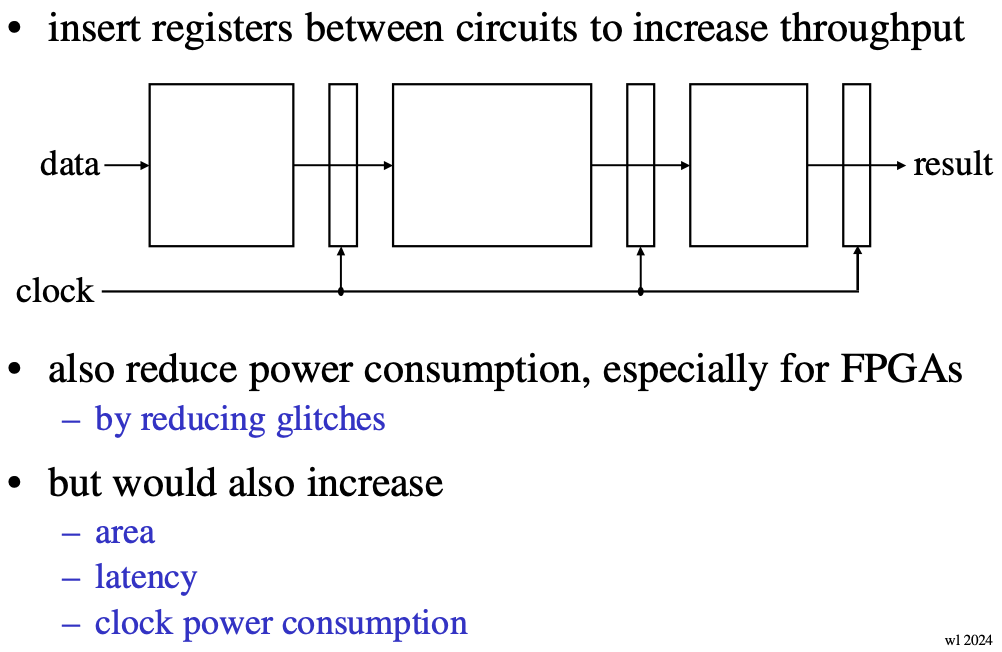 • insert registers between circuits to increase throughput
data
result
clock
• also reduce power consumption, especially for FPGAs
– by reducing glitches
• but would also increase
– area
– latency
– clock power consumption
wl 2024